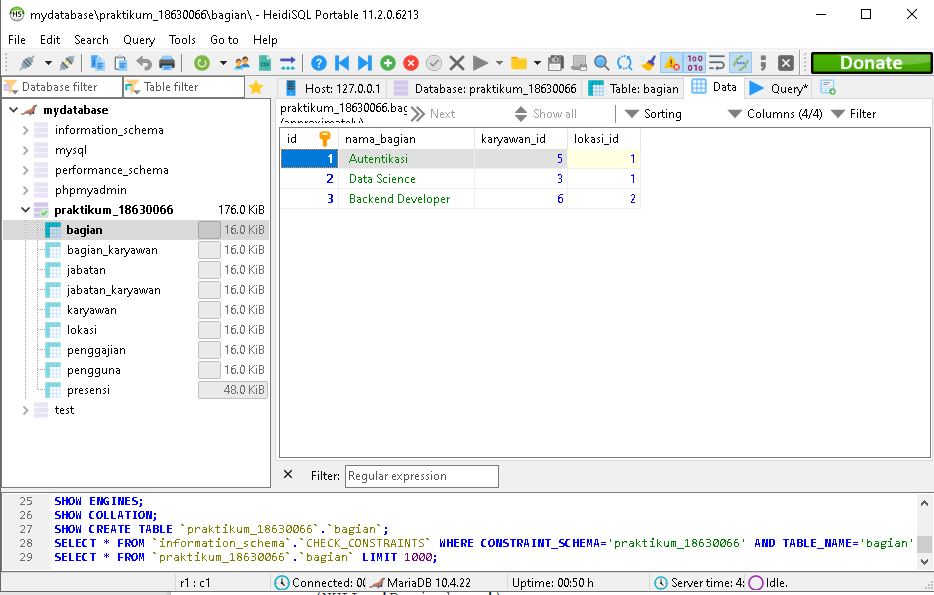 HS mydatabase\praktikum_18630066\bagian\ - HeidiSQL Portable 11.2.0.6213
File Edit Search Query Tools Go to Help
Donate
Database filter Table filter
Host: 127.0.0.1 Database: praktikum_18630066 Table: bagian Data Query*
praktikum_18630066.bag Next Show all Sorting Columns (4/4) Filter
(approximately)
mydatabase
information_schema
mysql
performance_schema
phpmyadmin
praktikum_18630066 176.0 KiB
bagian 16.0 KiB
bagian_karyawan 16.0 KiB
jabatan 16.0 KiB
jabatan_karyawan 16.0 KiB
karyawan 16.0 KiB
lokasi 16.0 KiB
penggajian 16.0 KiB
pengguna 16.0 KiB
presensi 48.0 KiB
test
id nama_bagian karyawan_id lokasi_id
1 Autentikasi 5 1
2 Data Science 3 1
3 Backend Developer 6 2
Filter: Regular expression
25 SHOW ENGINES;
26 SHOW COLLATION;
27 SHOW CREATE TABLE `praktikum_18630066`.`bagian`;
28 SELECT * FROM `information_schema`.`CHECK_CONSTRAINTS` WHERE CONSTRAINT_SCHEMA='praktikum_18630066' AND TABLE_NAME='bagian'
29 SELECT * FROM `praktikum_18630066`.`bagian` LIMIT 1000;
r1 : c1 Connected: 00 MariaDB 10.4.22 Uptime: 00:50 h Server time: 4: Idle.